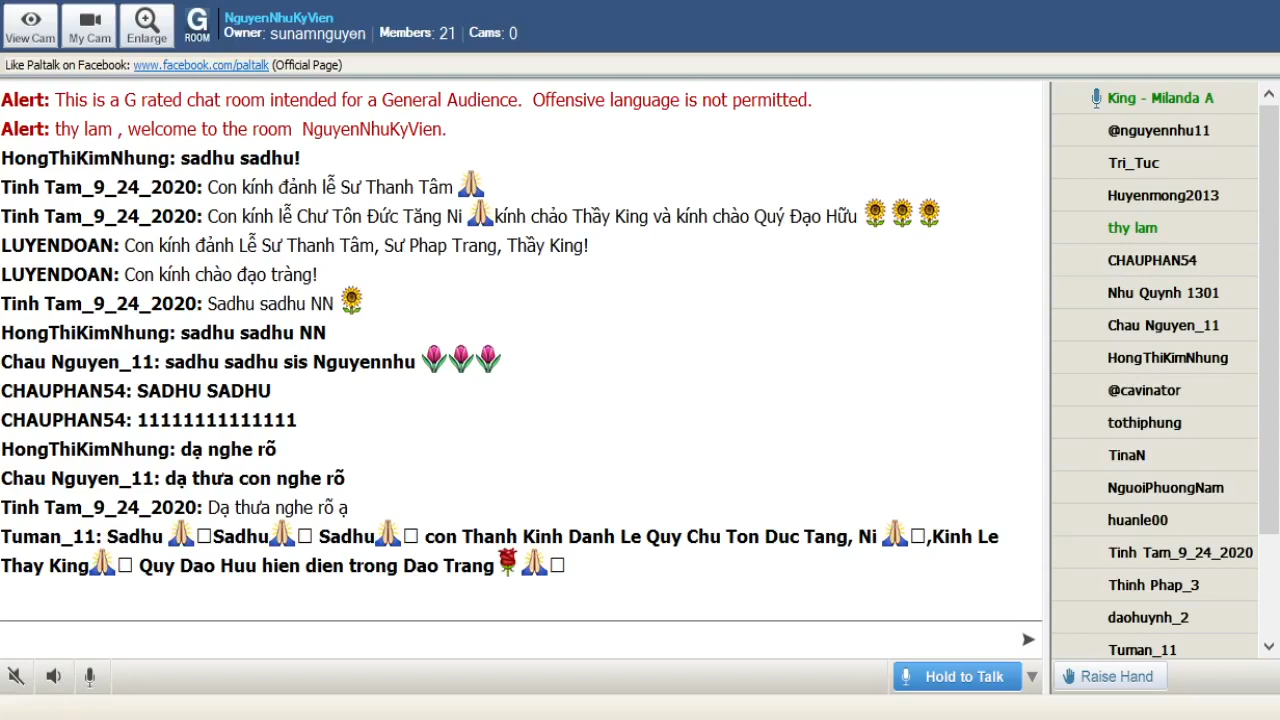 View Cam
My Cam
Enlarge
G
ROOM
NguyenNhuKyVien
Owner: sunamnguyen | Members: 21 | Cams: 0
Like Paltalk on Facebook: www.facebook.com/paltalk (Official Page)
Alert: This is a G rated chat room intended for a General Audience. Offensive language is not permitted.
Alert: thy lam , welcome to the room NguyenNhuKyVien.
HongThiKimNhung: sadhu sadhu!
Tinh Tam_9_24_2020: Con kính đảnh lễ Sư Thanh Tâm
Tinh Tam_9_24_2020: Con kính lễ Chư Tôn Đức Tăng Ni kính chảo Thầy King và kính chào Quý Đạo Hữu
LUYENDOAN: Con kính đảnh Lễ Sư Thanh Tâm, Sư Phap Trang, Thầy King!
LUYENDOAN: Con kính chào đạo tràng!
Tinh Tam_9_24_2020: Sadhu sadhu NN
HongThiKimNhung: sadhu sadhu NN
Chau Nguyen_11: sadhu sadhu sis Nguyennhu
CHAUPHAN54: SADHU SADHU
CHAUPHAN54: 11111111111111
HongThiKimNhung: dạ nghe rõ
Chau Nguyen_11: dạ thưa con nghe rõ
Tinh Tam_9_24_2020: Dạ thưa nghe rõ ạ
Tuman_11: Sadhu Sadhu Sadhu con Thanh Kinh Danh Le Quy Chu Ton Duc Tang, Ni ,Kinh Le
Thay King Quy Dao Huu hien dien trong Dao Trang
King - Milanda A
@nguyennhu11
Tri_Tuc
Huyenmong2013
thy lam
CHAUPHAN54
Nhu Quynh 1301
Chau Nguyen_11
HongThiKimNhung
@cavinator
tothiphung
TinaN
NguoiPhuongNam
huanle00
Tinh Tam_9_24_2020
Thinh Phap_3
daohuynh_2
Tuman_11
Hold to Talk
Raise Hand